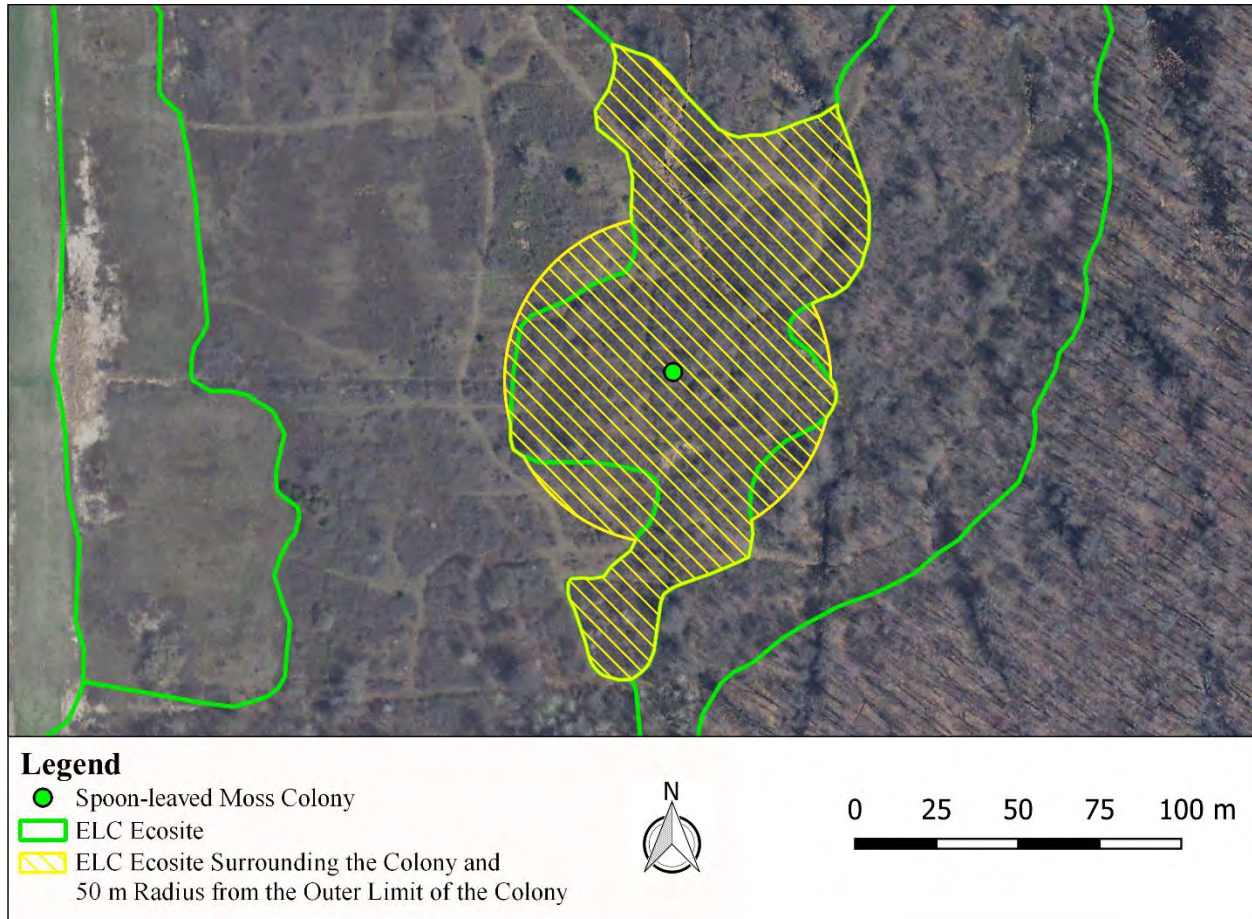 Legend
Spoon-leaved Moss Colony
ELC Ecosite
ELC Ecosite Surrounding the Colony and
50 m Radius from the Outer Limit of the Colony
N
0 25 50 75 100 m